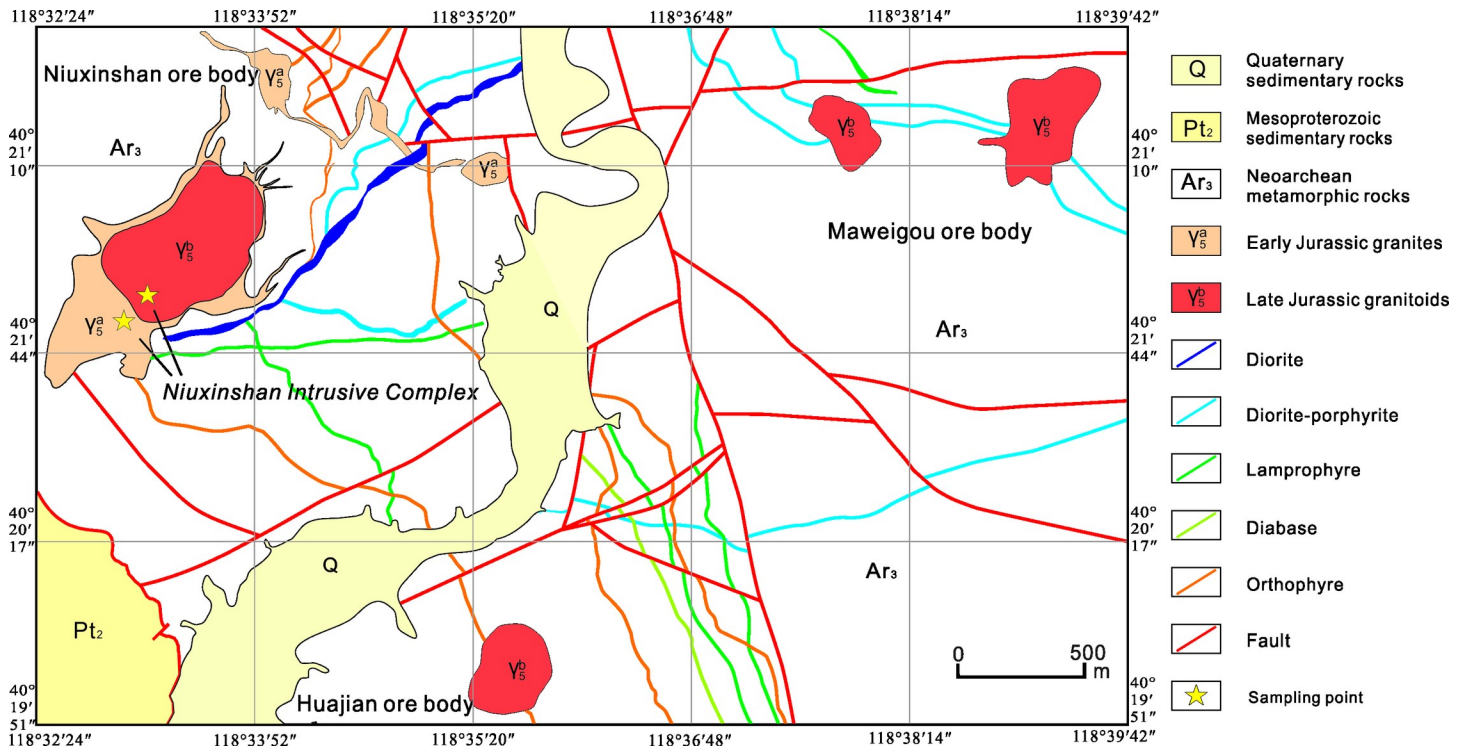 118°32′24″ 118°33′52″ 118°35′20″ 118°36′48″ 118°38′14″ 118°39′42″
Niuxinshan ore body
γ₅ᵃ
40°
21′
10″
Ar₃
γ₅ᵃ
γ₅ᵇ
γ₅ᵇ
40°
21′
10″
γ₅ᵇ
Maweigou ore body
γ₅ᵃ
Q
40°
21′
44″
Ar₃
40°
21′
44″
Niuxinshan Intrusive Complex
40°
20′
17″
40°
20′
17″
Q
Ar₃
Pt₂
γ₅ᵇ
0 500
m
Huajian ore body
40°
19′
51″
40°
19′
51″
118°32′24″ 118°33′52″ 118°35′20″ 118°36′48″ 118°38′14″ 118°39′42″
Q
Quaternary
sedimentary rocks
Pt₂
Mesoproterozoic
sedimentary rocks
Ar₃
Neoarchean
metamorphic rocks
γ₅ᵃ
Early Jurassic granites
γ₅ᵇ
Late Jurassic granitoids
Diorite
Diorite-porphyrite
Lamprophyre
Diabase
Orthophyre
Fault
Sampling point